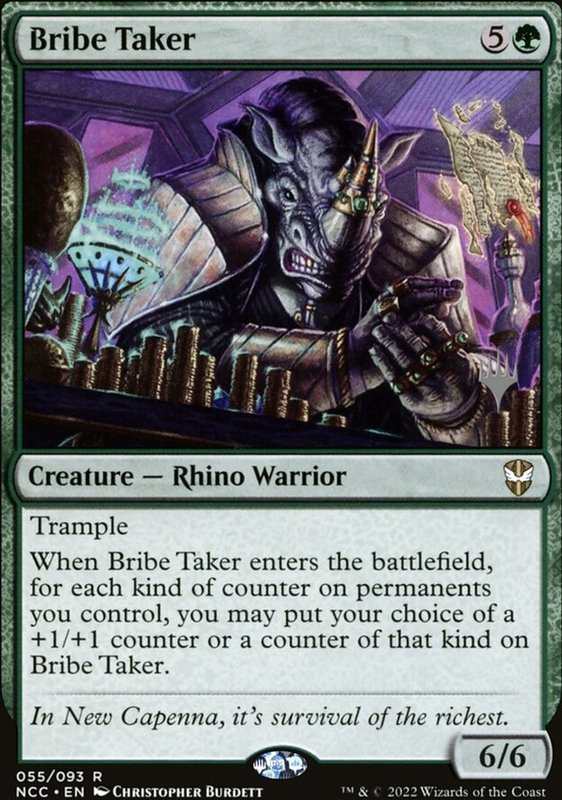 Bribe Taker 5
Creature — Rhino Warrior
Trample
When Bribe Taker enters the battlefield,
for each kind of counter on permanents
you control, you may put your choice of a
+1/+1 counter or a counter of that kind on
Bribe Taker.
In New Capenna, it's survival of the richest.
6/6
055/093 R
NCC • EN Christopher Burdett
™ & © 2022 Wizards of the Coast